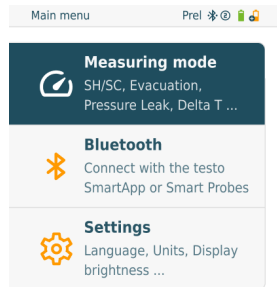 Main menu Prel 2
Measuring mode
SH/SC, Evacuation,
Pressure Leak, Delta T ...
Bluetooth
Connect with the testo
SmartApp or Smart Probes
Settings
Language, Units, Display
brightness ...